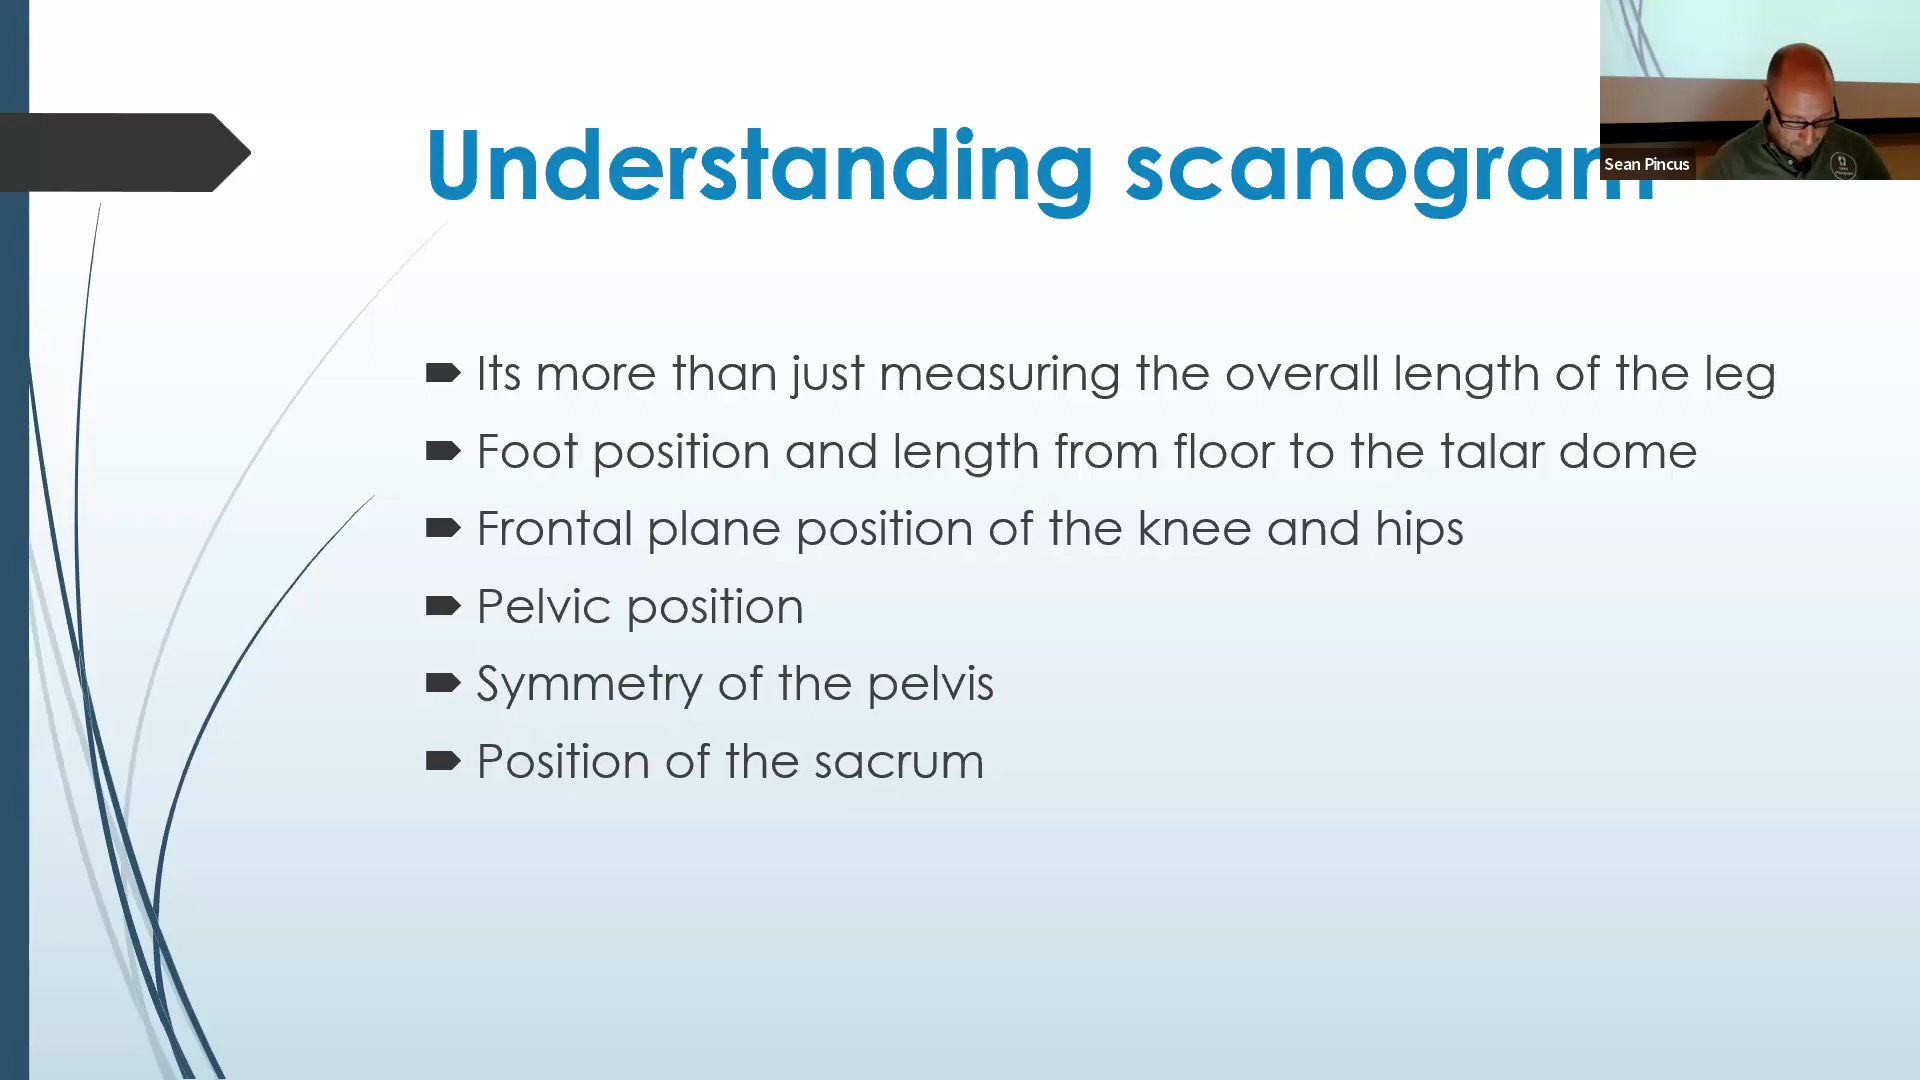 Understanding scanogram
Sean Pincus
Its more than just measuring the overall length of the leg
Foot position and length from floor to the talar dome
Frontal plane position of the knee and hips
Pelvic position
Symmetry of the pelvis
Position of the sacrum